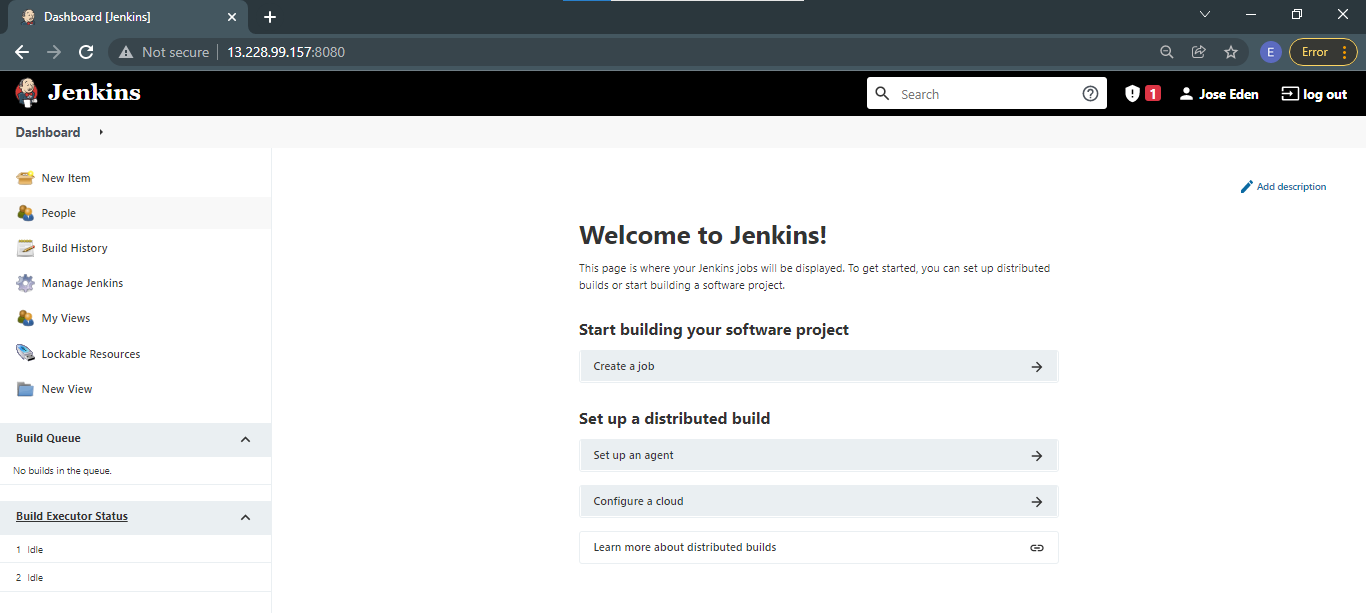 Dashboard [Jenkins]
Not secure 13.228.99.157:8080
E
Error
Jenkins
Search
1
Jose Eden
log out
Dashboard
New Item
People
Build History
Manage Jenkins
My Views
Lockable Resources
New View
Build Queue
No builds in the queue.
Build Executor Status
1 Idle
2 Idle
Add description
Welcome to Jenkins!
This page is where your Jenkins jobs will be displayed. To get started, you can set up distributed
builds or start building a software project.
Start building your software project
Create a job
Set up a distributed build
Set up an agent
Configure a cloud
Learn more about distributed builds